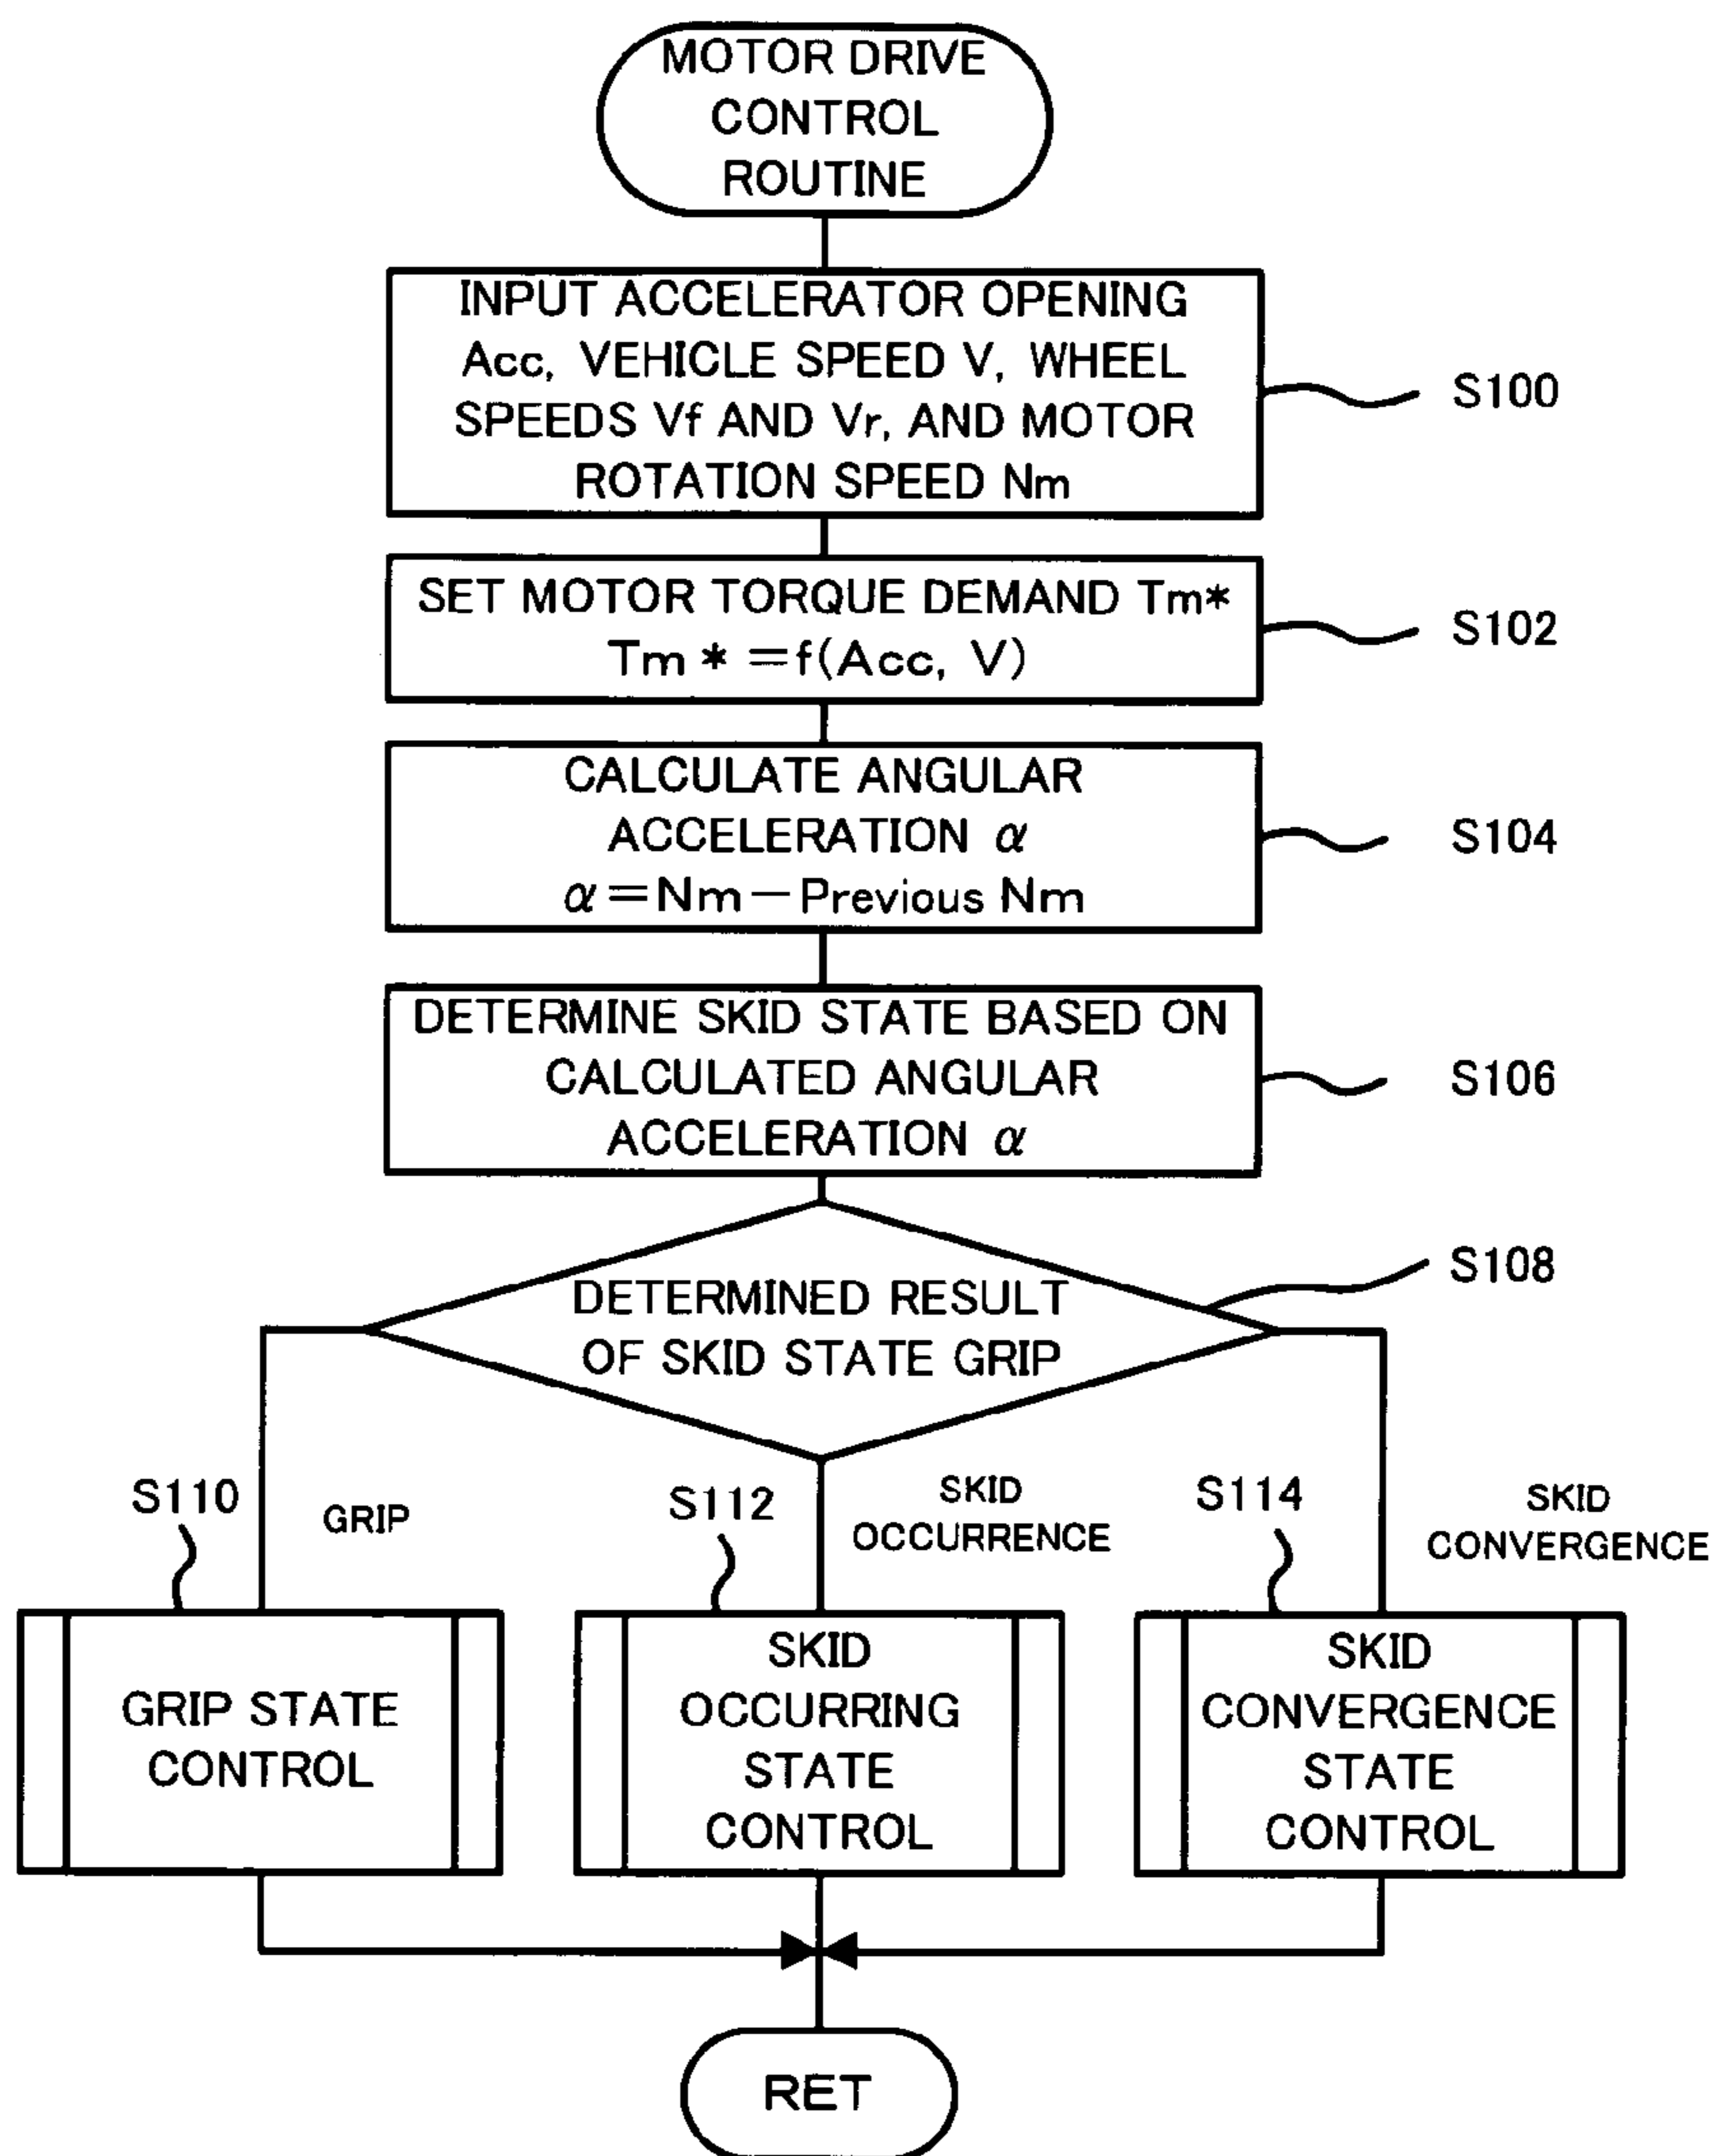 MOTOR DRIVE
CONTROL
ROUTINE
INPUT ACCELERATOR OPENING
Acc, VEHICLE SPEED V, WHEEL
SPEEDS Vf AND Vr, AND MOTOR
ROTATION SPEED Nm
S100
SET MOTOR TORQUE DEMAND Tm*
Tm * =f(Acc, V)
S102
CALCULATE ANGULAR
ACCELERATION α
α=Nm−Previous Nm
S104
DETERMINE SKID STATE BASED ON
CALCULATED ANGULAR
ACCELERATION α
S106
DETERMINED RESULT
OF SKID STATE GRIP
S108
S110
GRIP
S112
SKID
OCCURRENCE
S114
SKID
CONVERGENCE
GRIP STATE
CONTROL
SKID
OCCURRING
STATE
CONTROL
SKID
CONVERGENCE
STATE
CONTROL
RET